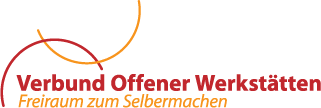 Verbund Offener Werkstätten
Freiraum zum Selbermachen